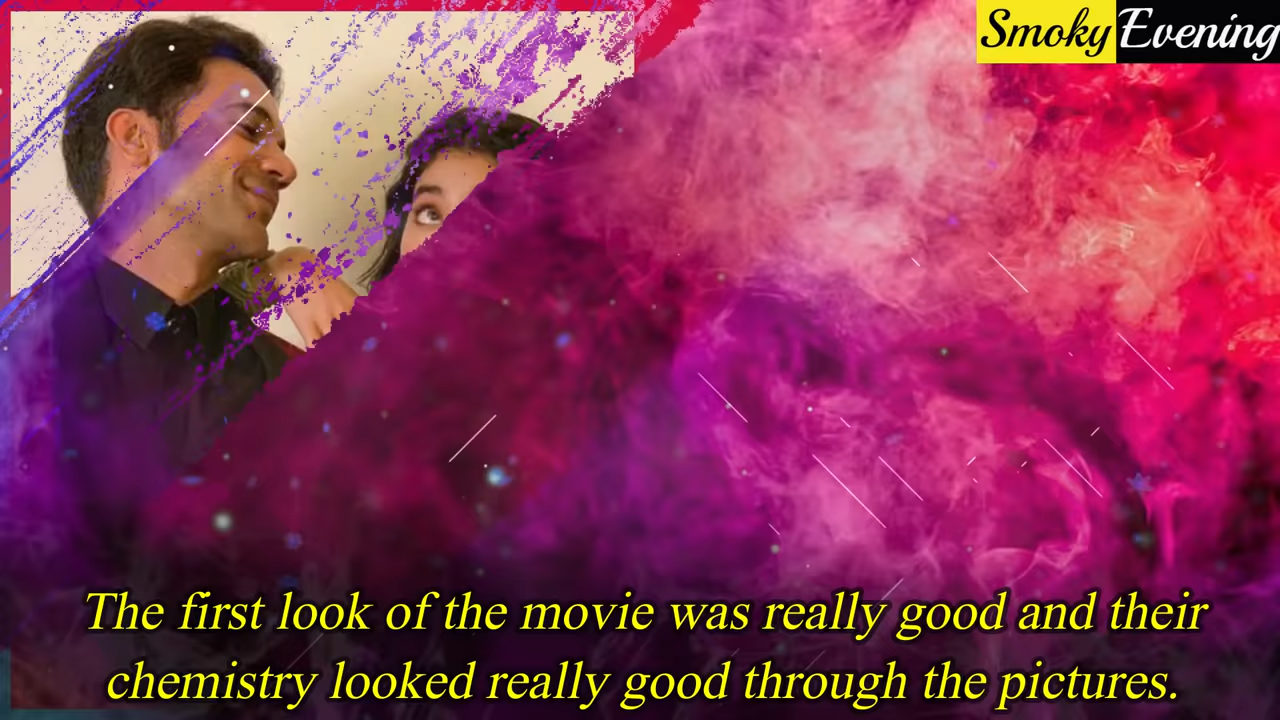 Smoky Evening
The first look of the movie was really good and their
chemistry looked really good through the pictures.